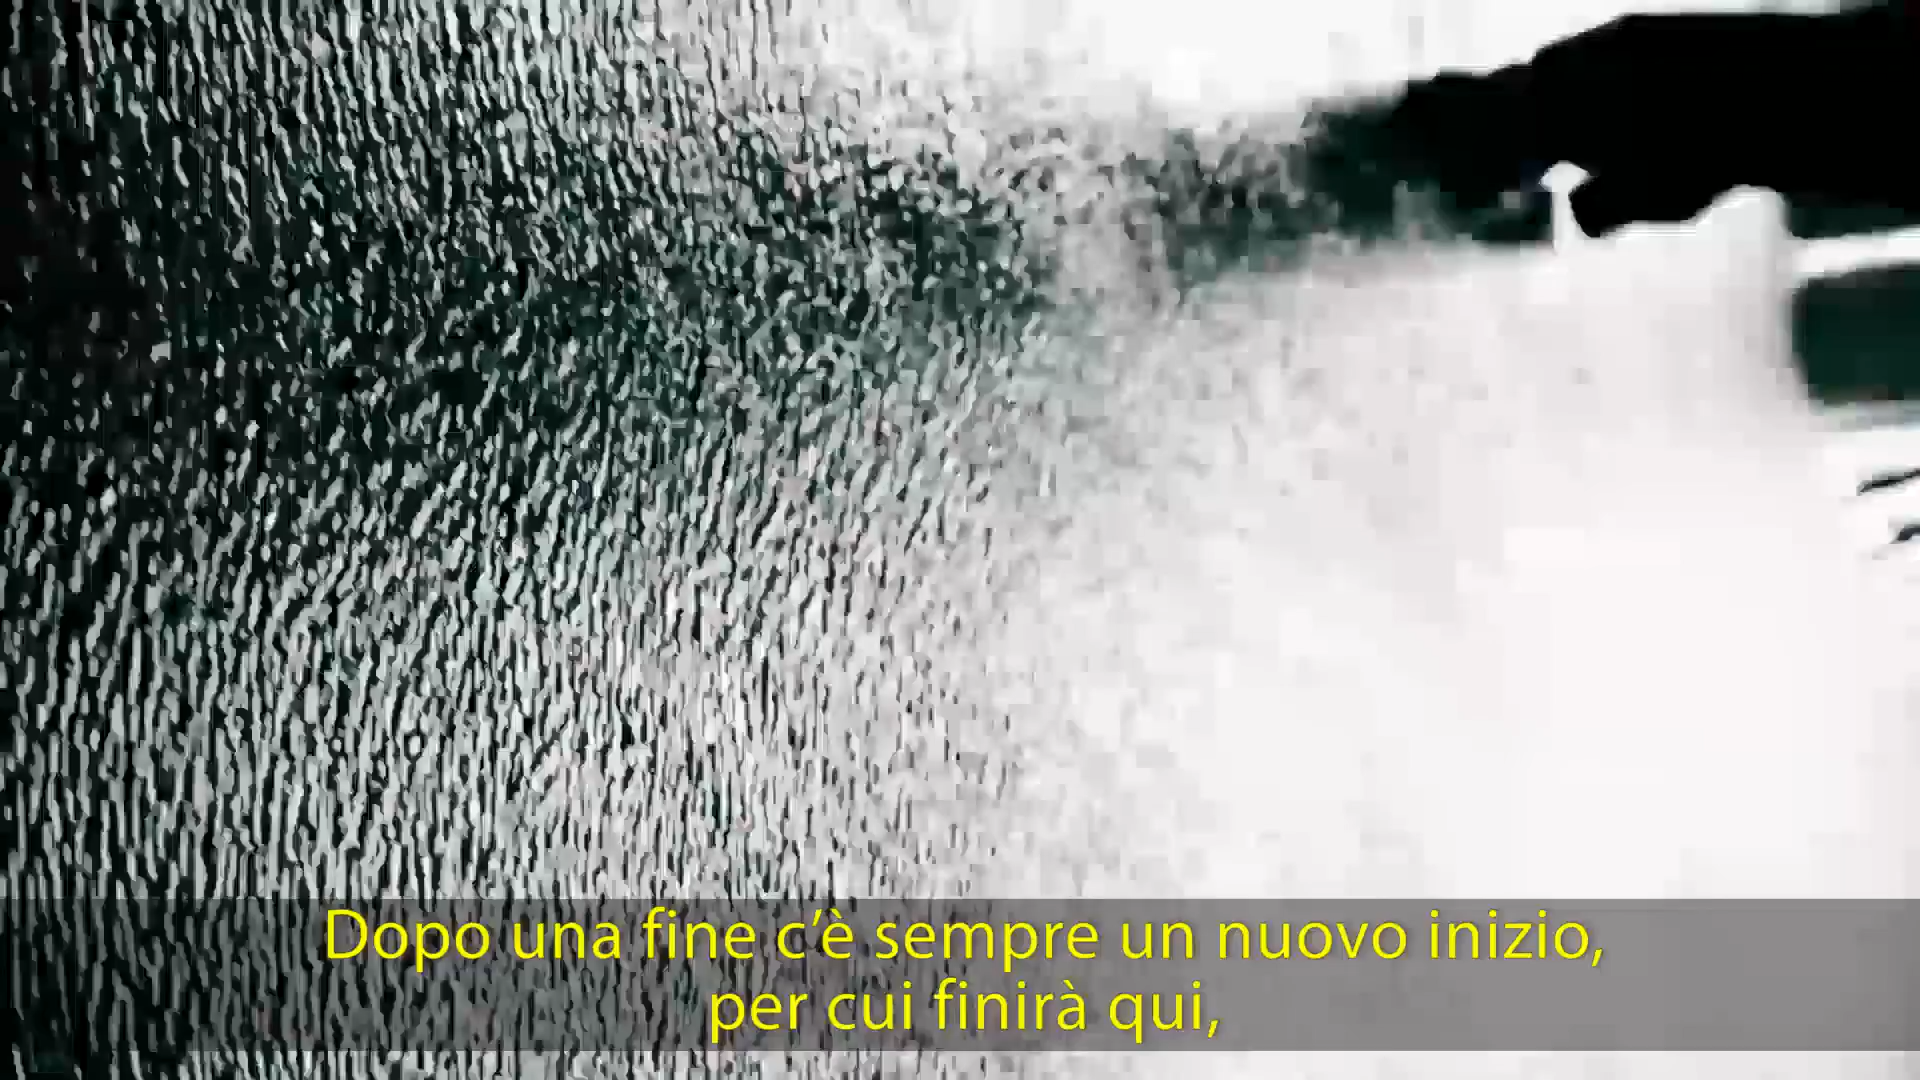 Dopo una fine c’è sempre un nuovo inizio,
per cui finirà qui,